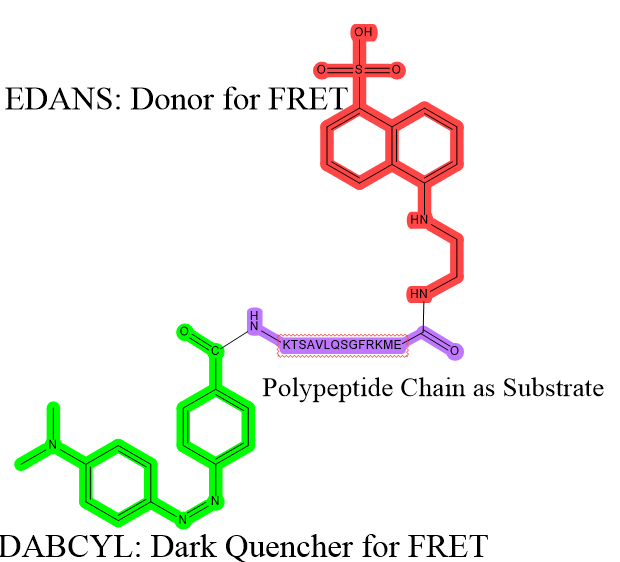 OH
O S O
EDANS: Donor for FRET
HN
HN
H
N
O
KTSAVLQSGFRKME
C
O
Polypeptide Chain as Substrate
N
N
N
DABCYL: Dark Quencher for FRET